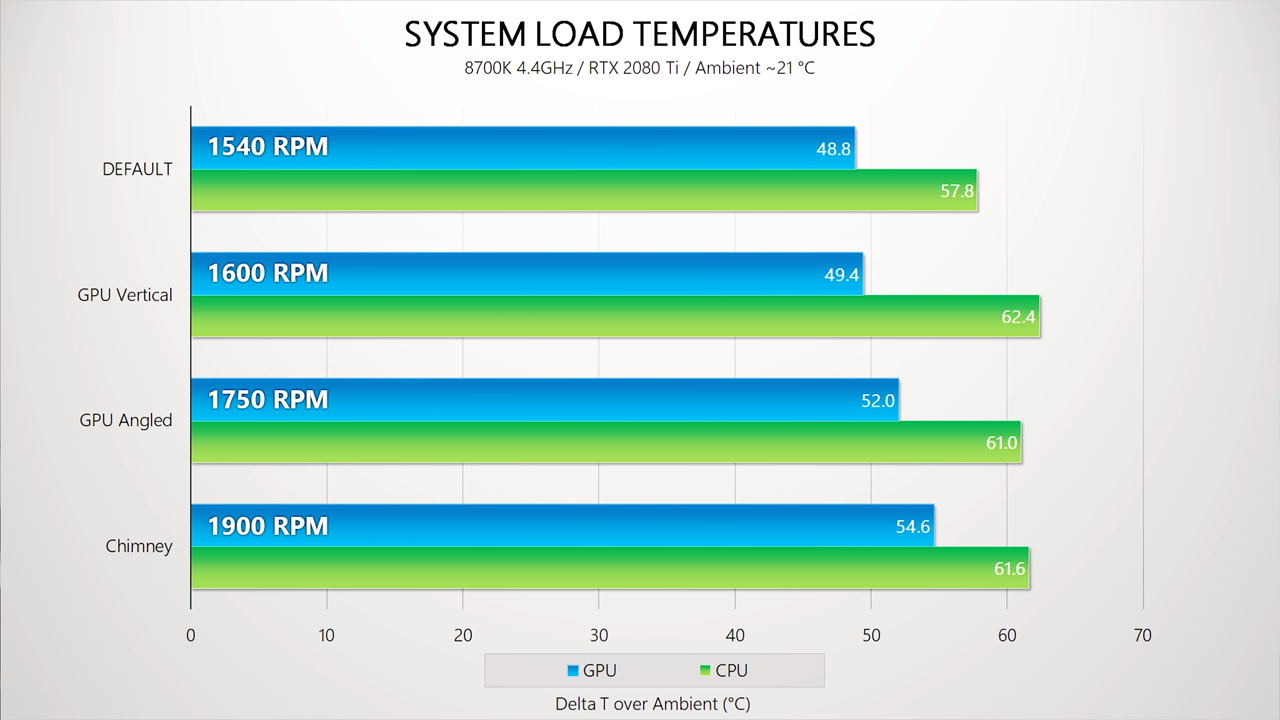 SYSTEM LOAD TEMPERATURES
8700K 4.4GHz / RTX 2080 Ti / Ambient ~21 °C
DEFAULT
1540 RPM
48.8
57.8
GPU Vertical
1600 RPM
49.4
62.4
GPU Angled
1750 RPM
52.0
61.0
Chimney
1900 RPM
54.6
61.6
0 10 20 30 40 50 60 70
GPU CPU
Delta T over Ambient (°C)